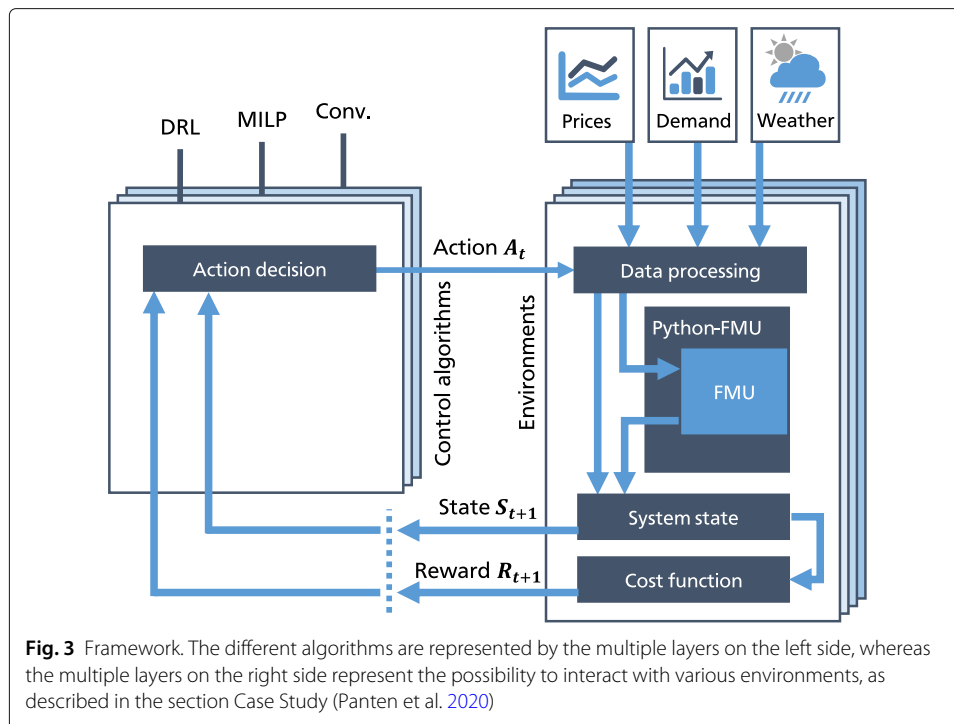 Prices
Demand
Weather
DRL
MILP
Conv.
Action decision
Action A_t
Data processing
Control algorithms
Environments
Python-FMU
FMU
State S_{t+1}
System state
Reward R_{t+1}
Cost function
Fig. 3 Framework. The different algorithms are represented by the multiple layers on the left side, whereas
the multiple layers on the right side represent the possibility to interact with various environments, as
described in the section Case Study (Panten et al. 2020)